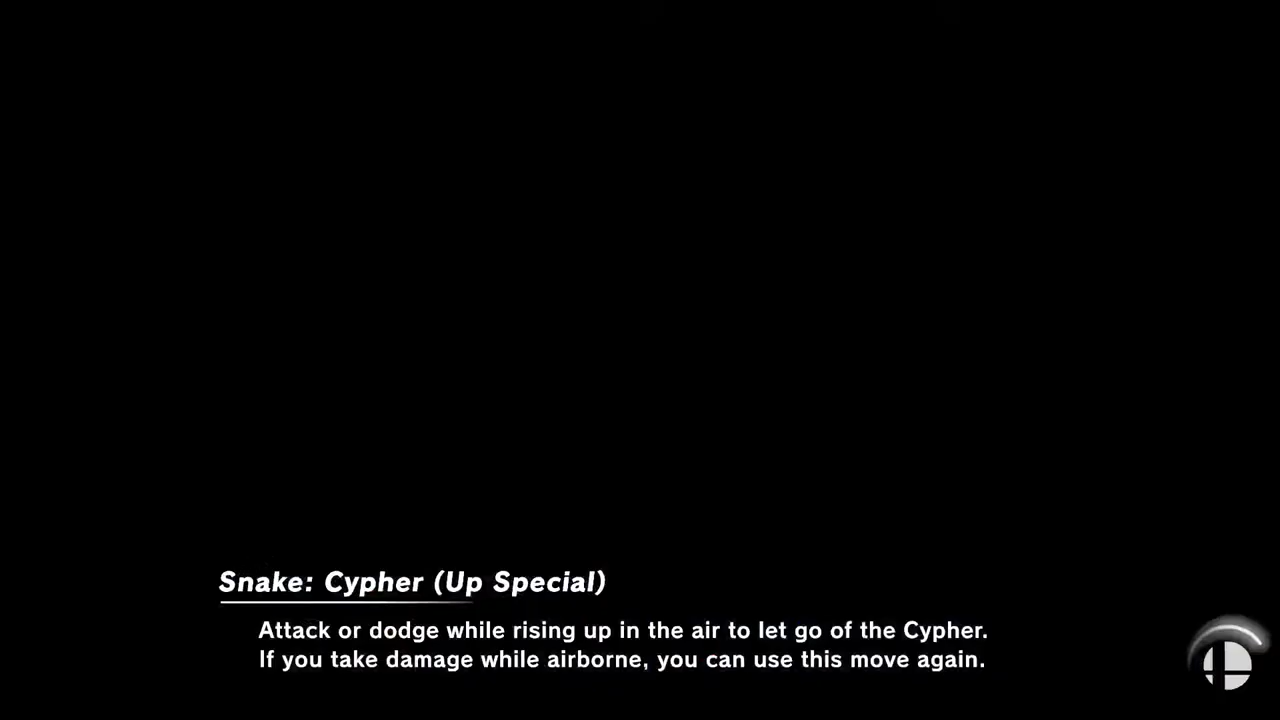 Snake: Cypher (Up Special)
Attack or dodge while rising up in the air to let go of the Cypher.
If you take damage while airborne, you can use this move again.